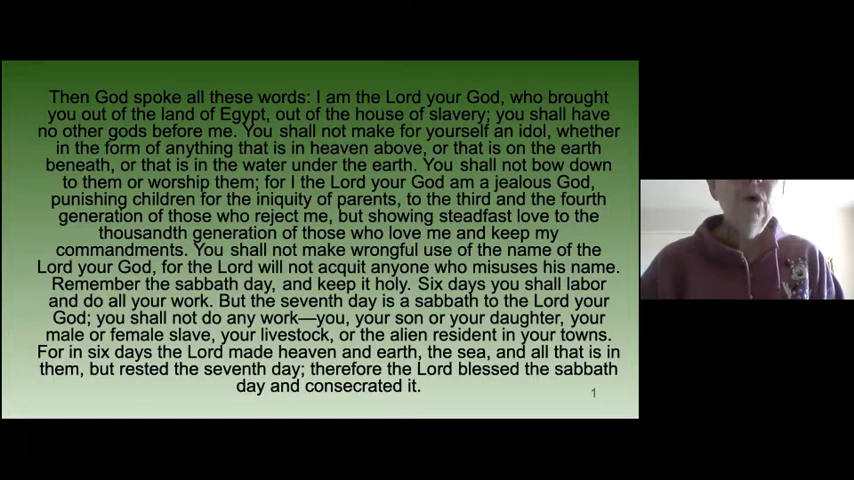 Then God spoke all these words: I am the Lord your God, who brought
you out of the land of Egypt, out of the house of slavery; you shall have
no other gods before me. You shall not make for yourself an idol, whether
in the form of anything that is in heaven above, or that is on the earth
beneath, or that is in the water under the earth. You shall not bow down
to them or worship them; for I the Lord your God am a jealous God,
punishing children for the iniquity of parents, to the third and the fourth
generation of those who reject me, but showing steadfast love to the
thousandth generation of those who love me and keep my
commandments. You shall not make wrongful use of the name of the
Lord your God, for the Lord will not acquit anyone who misuses his name.
Remember the sabbath day, and keep it holy. Six days you shall labor
and do all your work. But the seventh day is a sabbath to the Lord your
God; you shall not do any work—you, your son or your daughter, your
male or female slave, your livestock, or the alien resident in your towns.
For in six days the Lord made heaven and earth, the sea, and all that is in
them, but rested the seventh day; therefore the Lord blessed the sabbath
day and consecrated it.
1